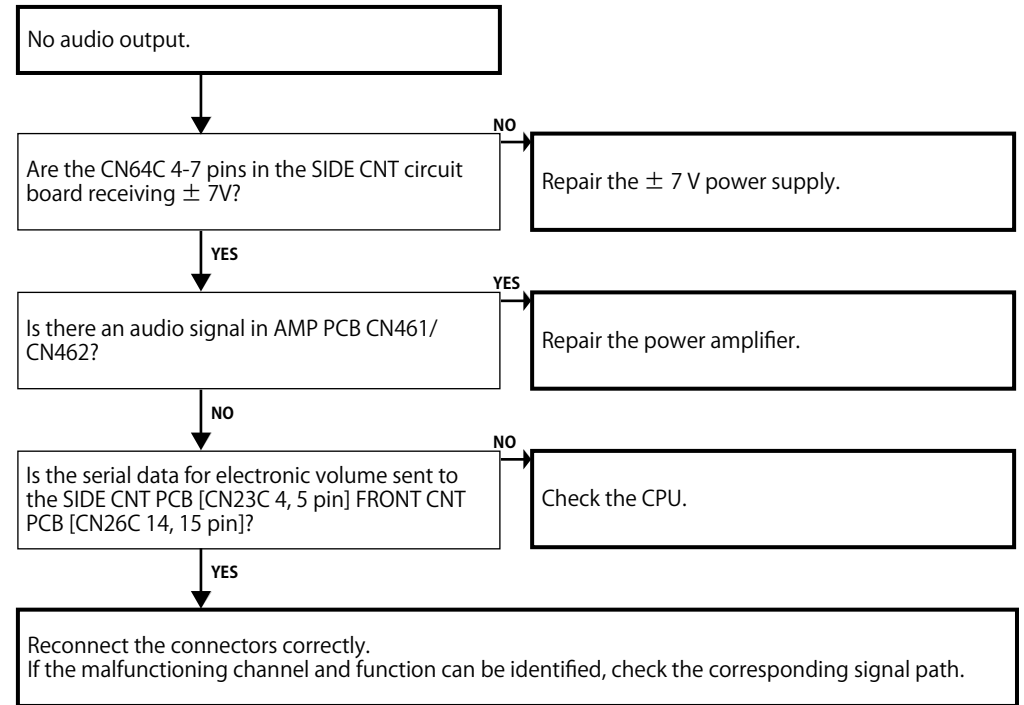 No audio output.
NO
Are the CN64C 4-7 pins in the SIDE CNT circuit
board receiving ± 7V?
Repair the ± 7 V power supply.
YES
YES
Is there an audio signal in AMP PCB CN461/
CN462?
Repair the power amplifier.
NO
NO
Is the serial data for electronic volume sent to
the SIDE CNT PCB [CN23C 4, 5 pin] FRONT CNT
PCB [CN26C 14, 15 pin]?
Check the CPU.
YES
Reconnect the connectors correctly.
If the malfunctioning channel and function can be identified, check the corresponding signal path.